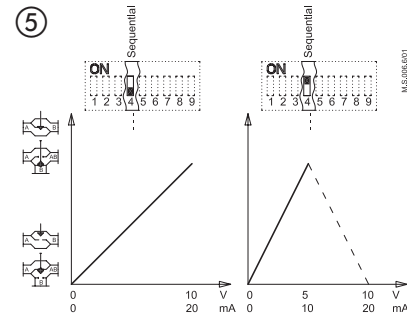 5
Sequential
Sequential
ON
ON
1 2 3 4 5 6 7 8 9
1 2 3 4 5 6 7 8 9
M.S.006.6/01
A B
A AB
B
A B
A AB
B
0 10 V
0 20 mA
0 5 10 V
0 10 20 mA